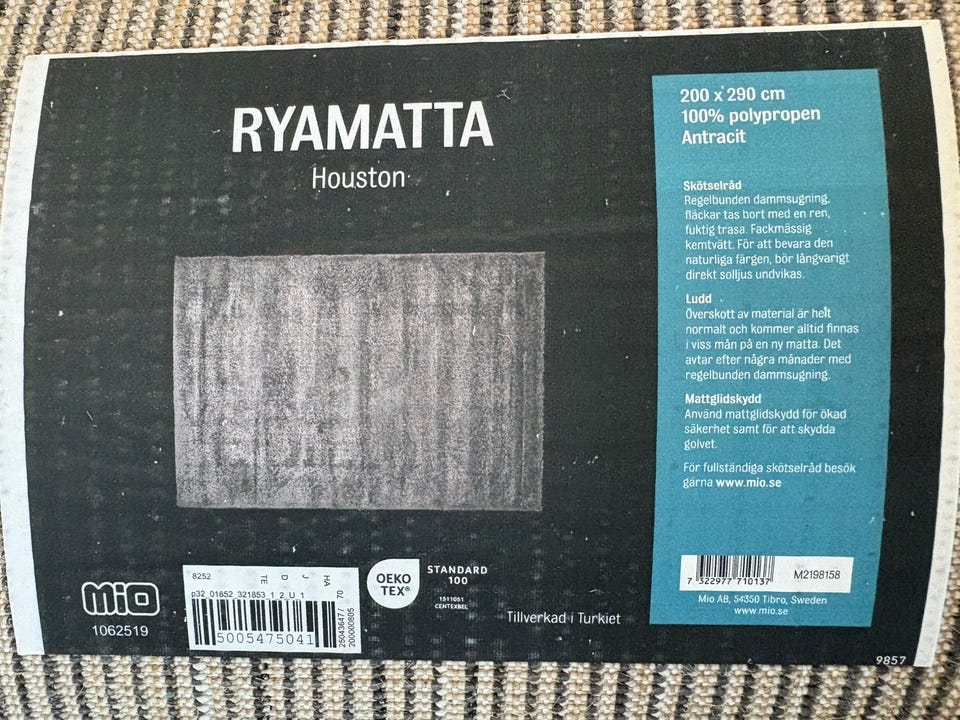 RYAMATTA
Houston
200 x 290 cm
100% polypropen
Antracit
Skötselråd
Regelbunden dammsugning,
fläckar tas bort med en ren,
fuktig trasa. Fackmässig
kemtvätt. För att bevara den
naturliga färgen, bör långvarigt
direkt solljus undvikas.
Ludd
Överskott av material är helt
normalt och kommer alltid finnas
i viss mån på en ny matta. Det
avtar efter några månader med
regelbunden dammsugning.
Mattglidskydd
Använd mattglidskydd för ökad
säkerhet samt för att skydda
golvet.
För fullständiga skötselråd besök
gärna www.mio.se
7 322977 710137
M2198158
Mio AB, 54350 Tibro, Sweden
www.mio.se
MIO
1062519
8252
TE
D
J
HA
p32_01852_321853_1_2_U_1
70
5005475041
25043647/
200000805
OEKO
TEX®
STANDARD
100
1511051
CENTEXBEL
Tillverkad i Turkiet
9857